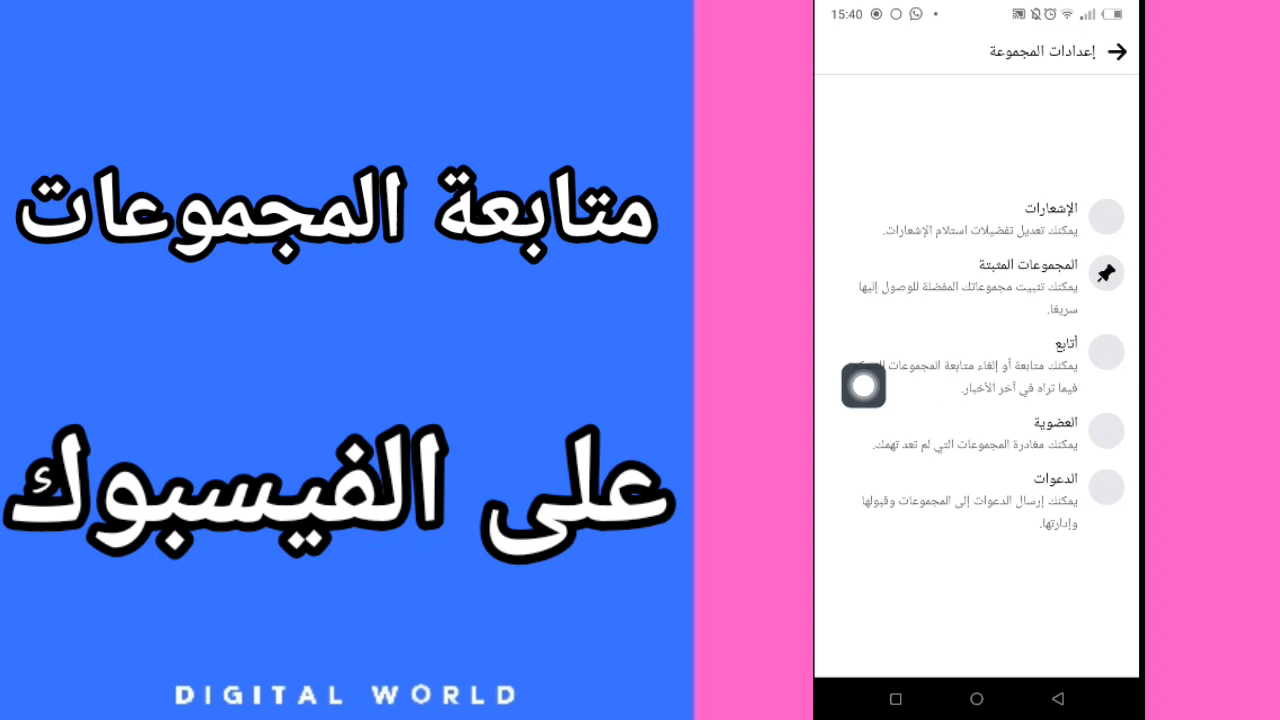 متابعة المجموعات
على الفيسبوك
DIGITAL WORLD
15:40
إعدادات المجموعة
الإشعارات
يمكنك تعديل تفضيلات استلام الإشعارات.
المجموعات المثبتة
يمكنك تثبيت مجموعاتك المفضلة للوصول إليها
سريعًا.
أتابع
يمكنك متابعة أو إلغاء متابعة المجموعات
فيما تراه في آخر الأخبار.
العضوية
يمكنك مغادرة المجموعات التي لم تعد تهمك.
الدعوات
يمكنك إرسال الدعوات إلى المجموعات وقبولها
وإدارتها.